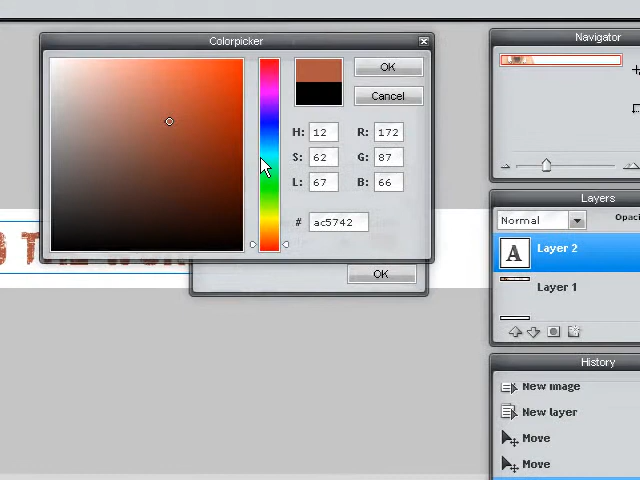 Colorpicker
OK
Cancel
H: 12 R: 172
S: 62 G: 87
L: 67 B: 66
# ac5742
OK
Navigator
Layers
Normal Opaci
A Layer 2
Layer 1
History
New image
New layer
Move
Move